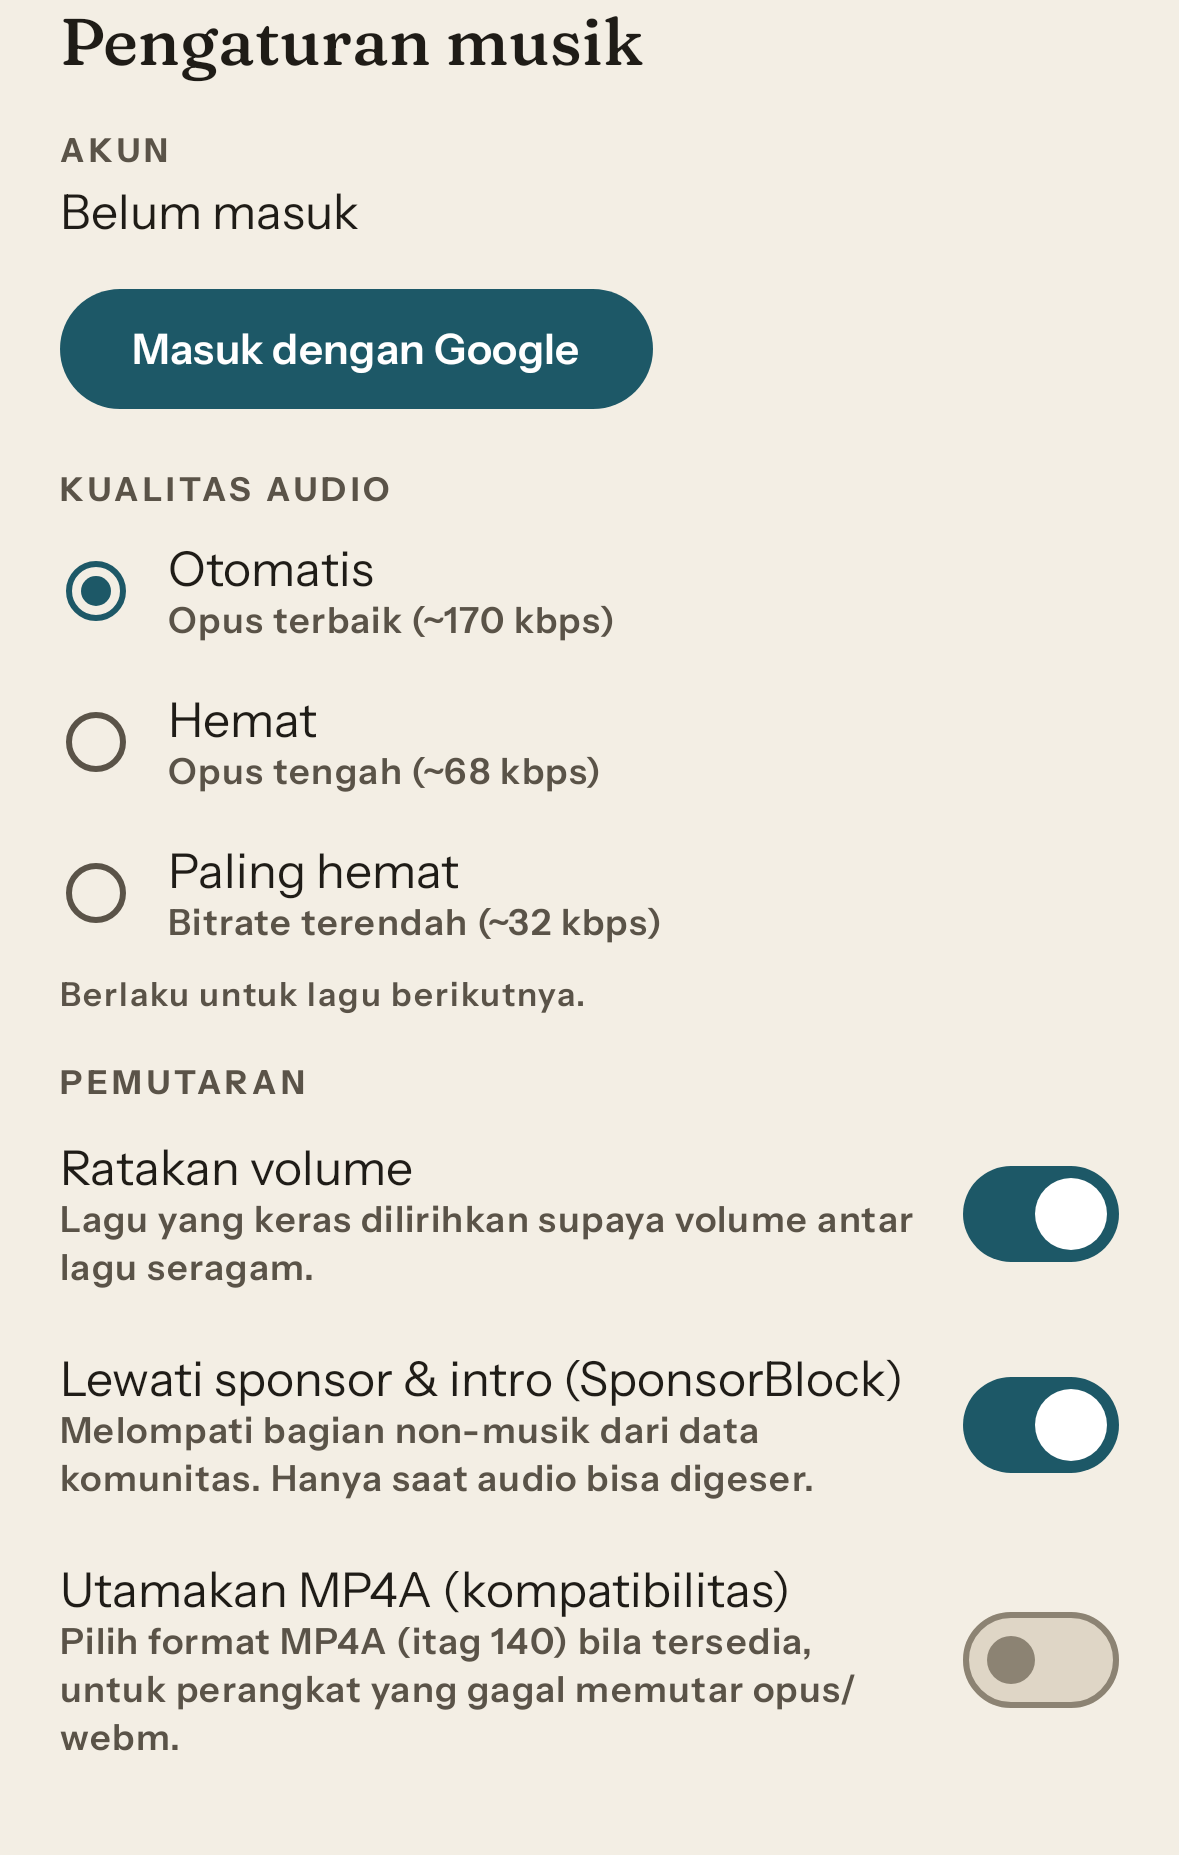 Pengaturan musik
AKUN
Belum masuk
Masuk dengan Google
KUALITAS AUDIO
Otomatis
Opus terbaik (~170 kbps)
Hemat
Opus tengah (~68 kbps)
Paling hemat
Bitrate terendah (~32 kbps)
Berlaku untuk lagu berikutnya.
PEMUTARAN
Ratakan volume
Lagu yang keras dilirihkan supaya volume antar
lagu seragam.
Lewati sponsor & intro (SponsorBlock)
Melompati bagian non-musik dari data
komunitas. Hanya saat audio bisa digeser.
Utamakan MP4A (kompatibilitas)
Pilih format MP4A (itag 140) bila tersedia,
untuk perangkat yang gagal memutar opus/
webm.